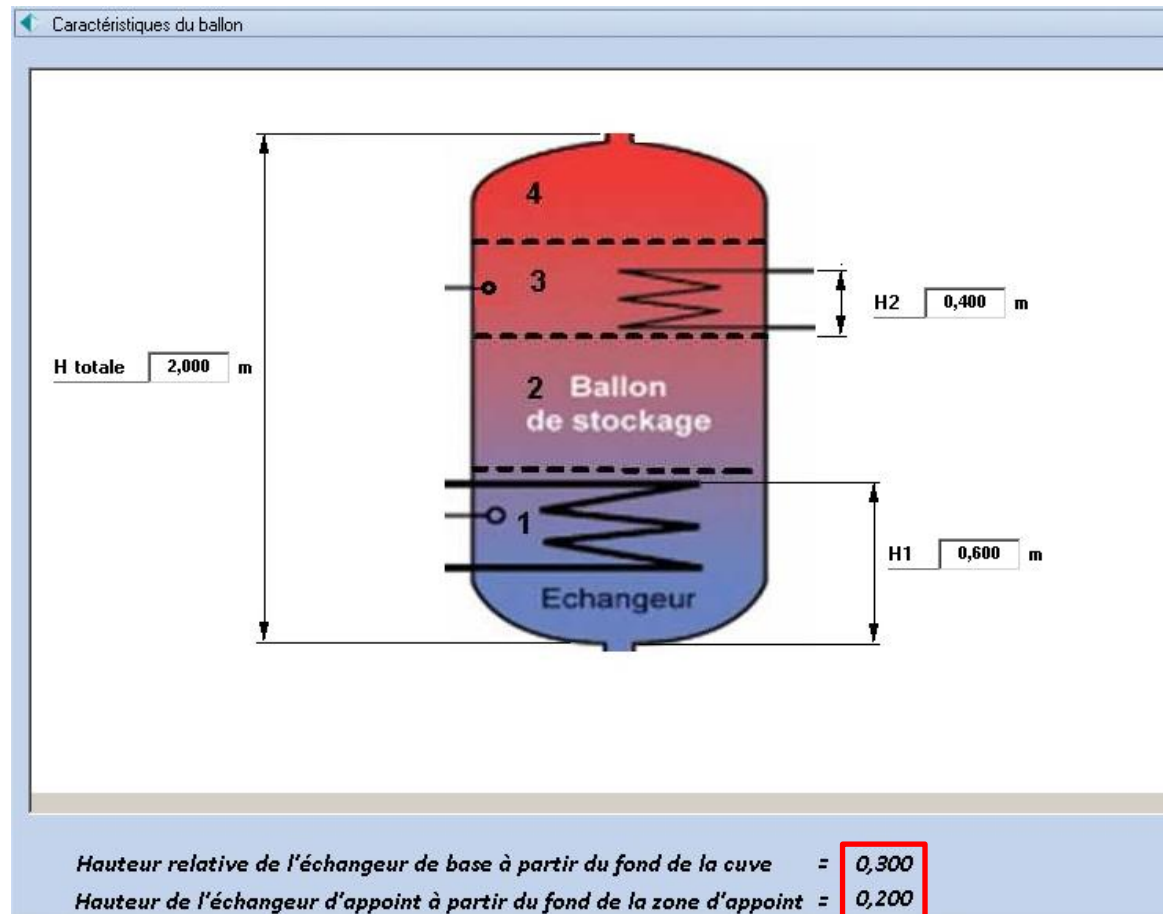 Caractéristiques du ballon
4
3
H2 0,400 m
H totale 2,000 m
2 Ballon
de stockage
1
H1 0,600 m
Echangeur
Hauteur relative de l'échangeur de base à partir du fond de la cuve = 0,300
Hauteur de l'échangeur d'appoint à partir du fond de la zone d'appoint = 0,200